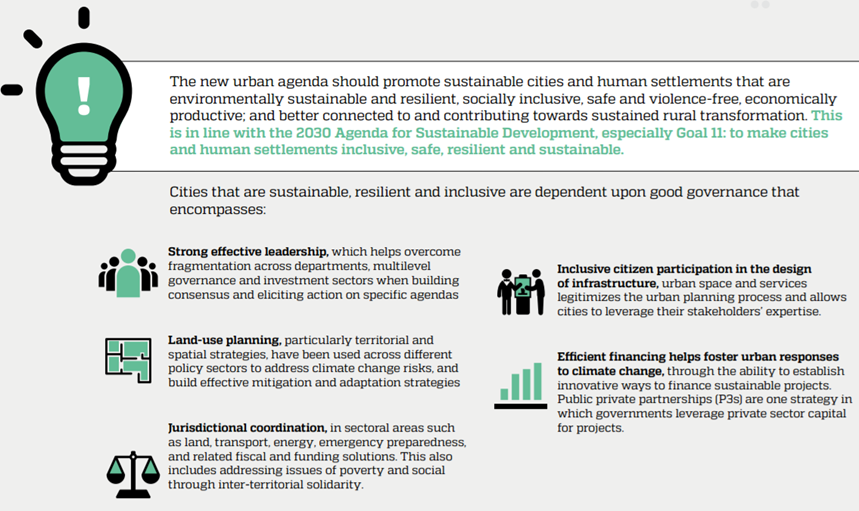 !
The new urban agenda should promote sustainable cities and human settlements that are
environmentally sustainable and resilient, socially inclusive, safe and violence-free, economically
productive; and better connected to and contributing towards sustained rural transformation. This
is in line with the 2030 Agenda for Sustainable Development, especially Goal 11: to make cities
and human settlements inclusive, safe, resilient and sustainable.
Cities that are sustainable, resilient and inclusive are dependent upon good governance that
encompasses:
Strong effective leadership, which helps overcome
fragmentation across departments, multilevel
governance and investment sectors when building
consensus and eliciting action on specific agendas
Land-use planning, particularly territorial and
spatial strategies, have been used across different
policy sectors to address climate change risks, and
build effective mitigation and adaptation strategies
Jurisdictional coordination, in sectoral areas such
as land, transport, energy, emergency preparedness,
and related fiscal and funding solutions. This also
includes addressing issues of poverty and social
through inter-territorial solidarity.
Inclusive citizen participation in the design
of infrastructure, urban space and services
legitimizes the urban planning process and allows
cities to leverage their stakeholders' expertise.
Efficient financing helps foster urban responses
to climate change, through the ability to establish
innovative ways to finance sustainable projects.
Public private partnerships (P3s) are one strategy in
which governments leverage private sector capital
for projects.